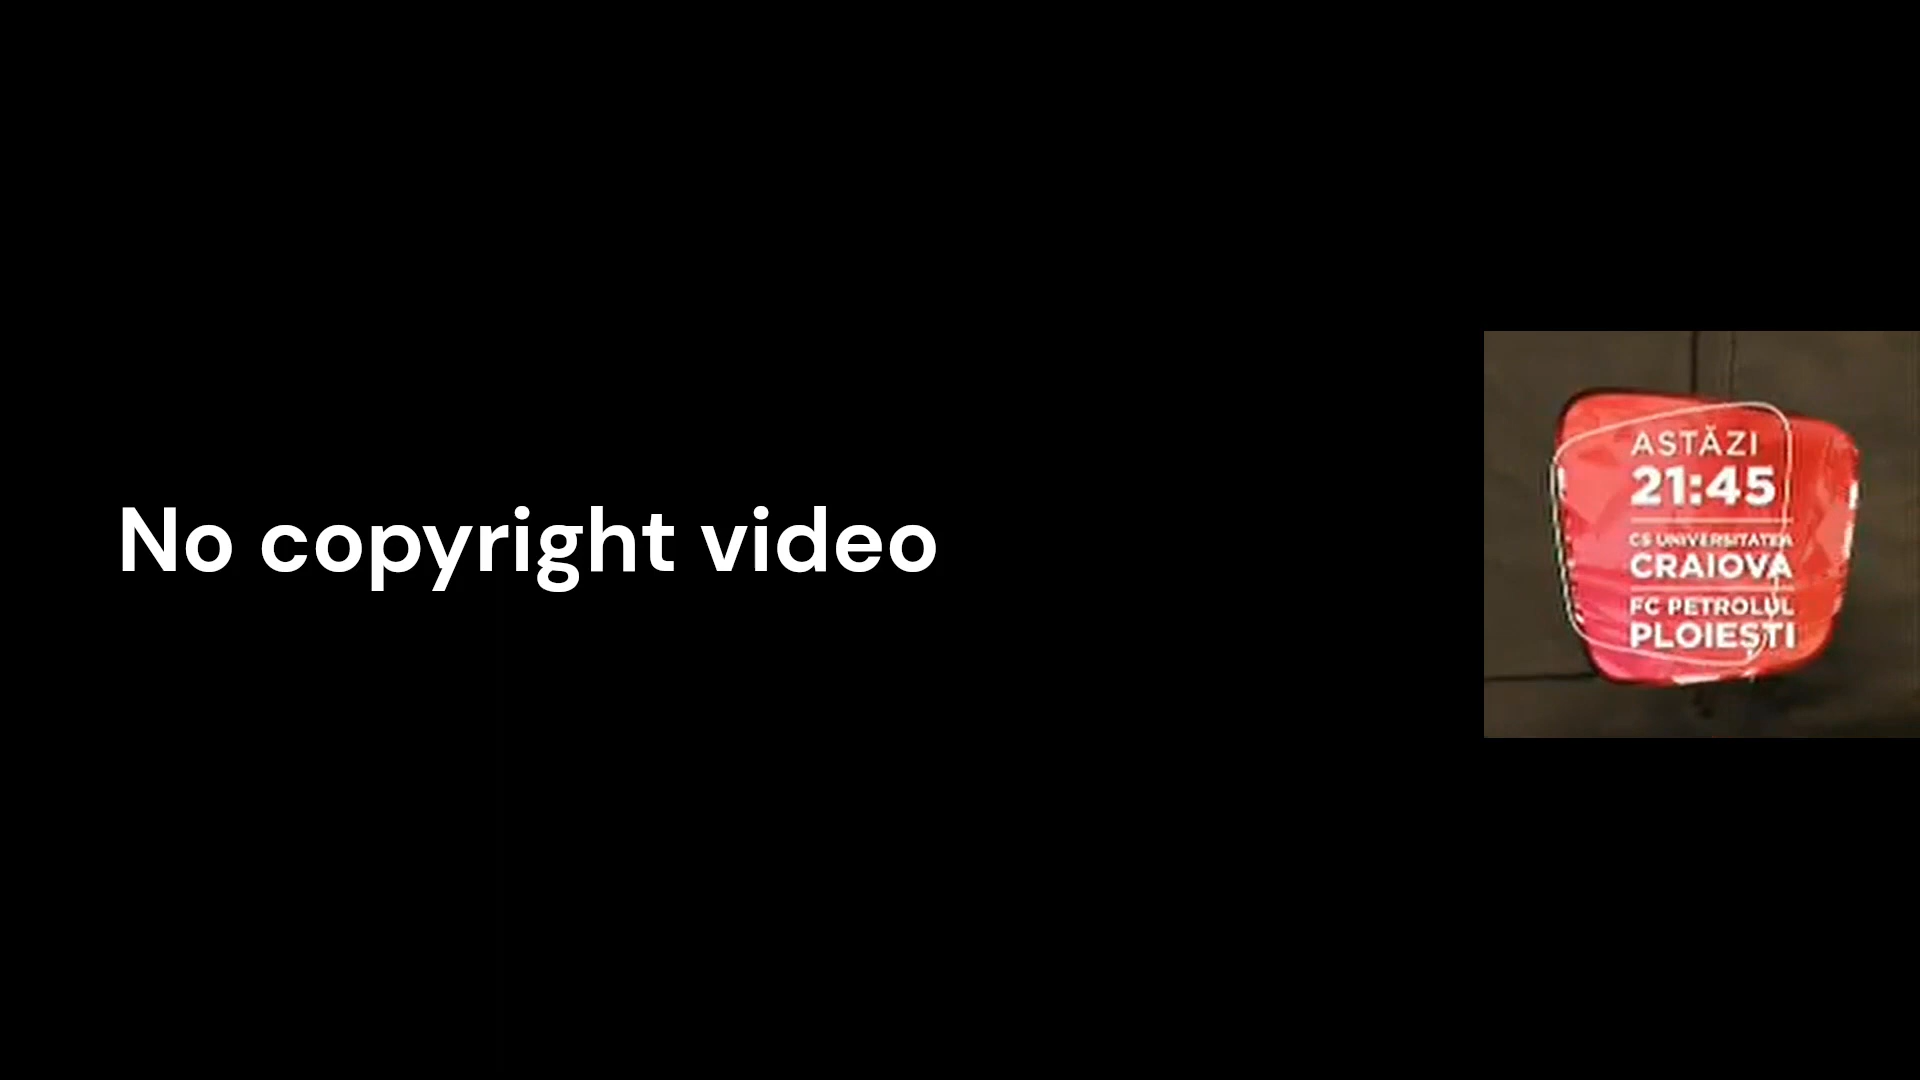 No copyright video
ASTĂZI
21:45
CS UNIVERSITATEA
CRAIOVA
FC PETROLUL
PLOIEȘTI